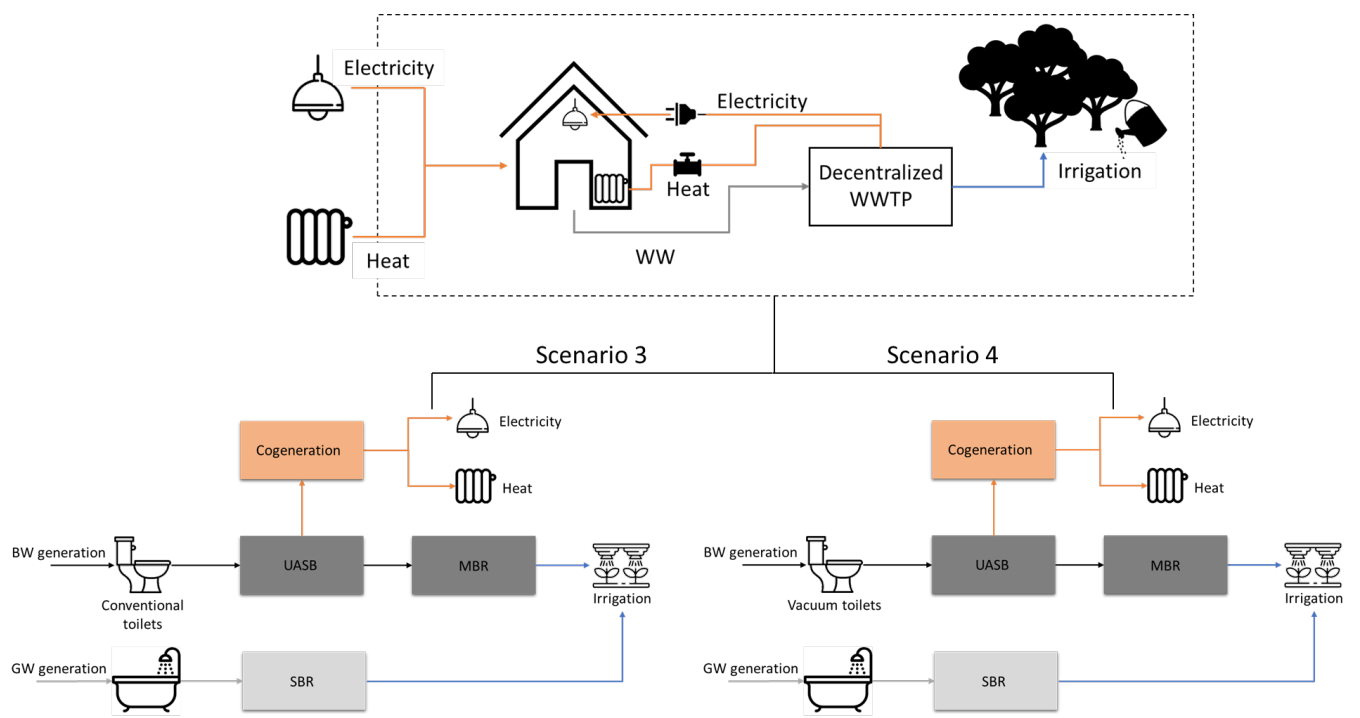 Electricity
Heat
Electricity
Heat
WW
Decentralized
WWTP
Irrigation
Scenario 3
Scenario 4
Cogeneration
Electricity
Heat
BW generation
Conventional
toilets
UASB
MBR
Irrigation
GW generation
SBR
Cogeneration
Electricity
Heat
BW generation
Vacuum toilets
UASB
MBR
Irrigation
GW generation
SBR